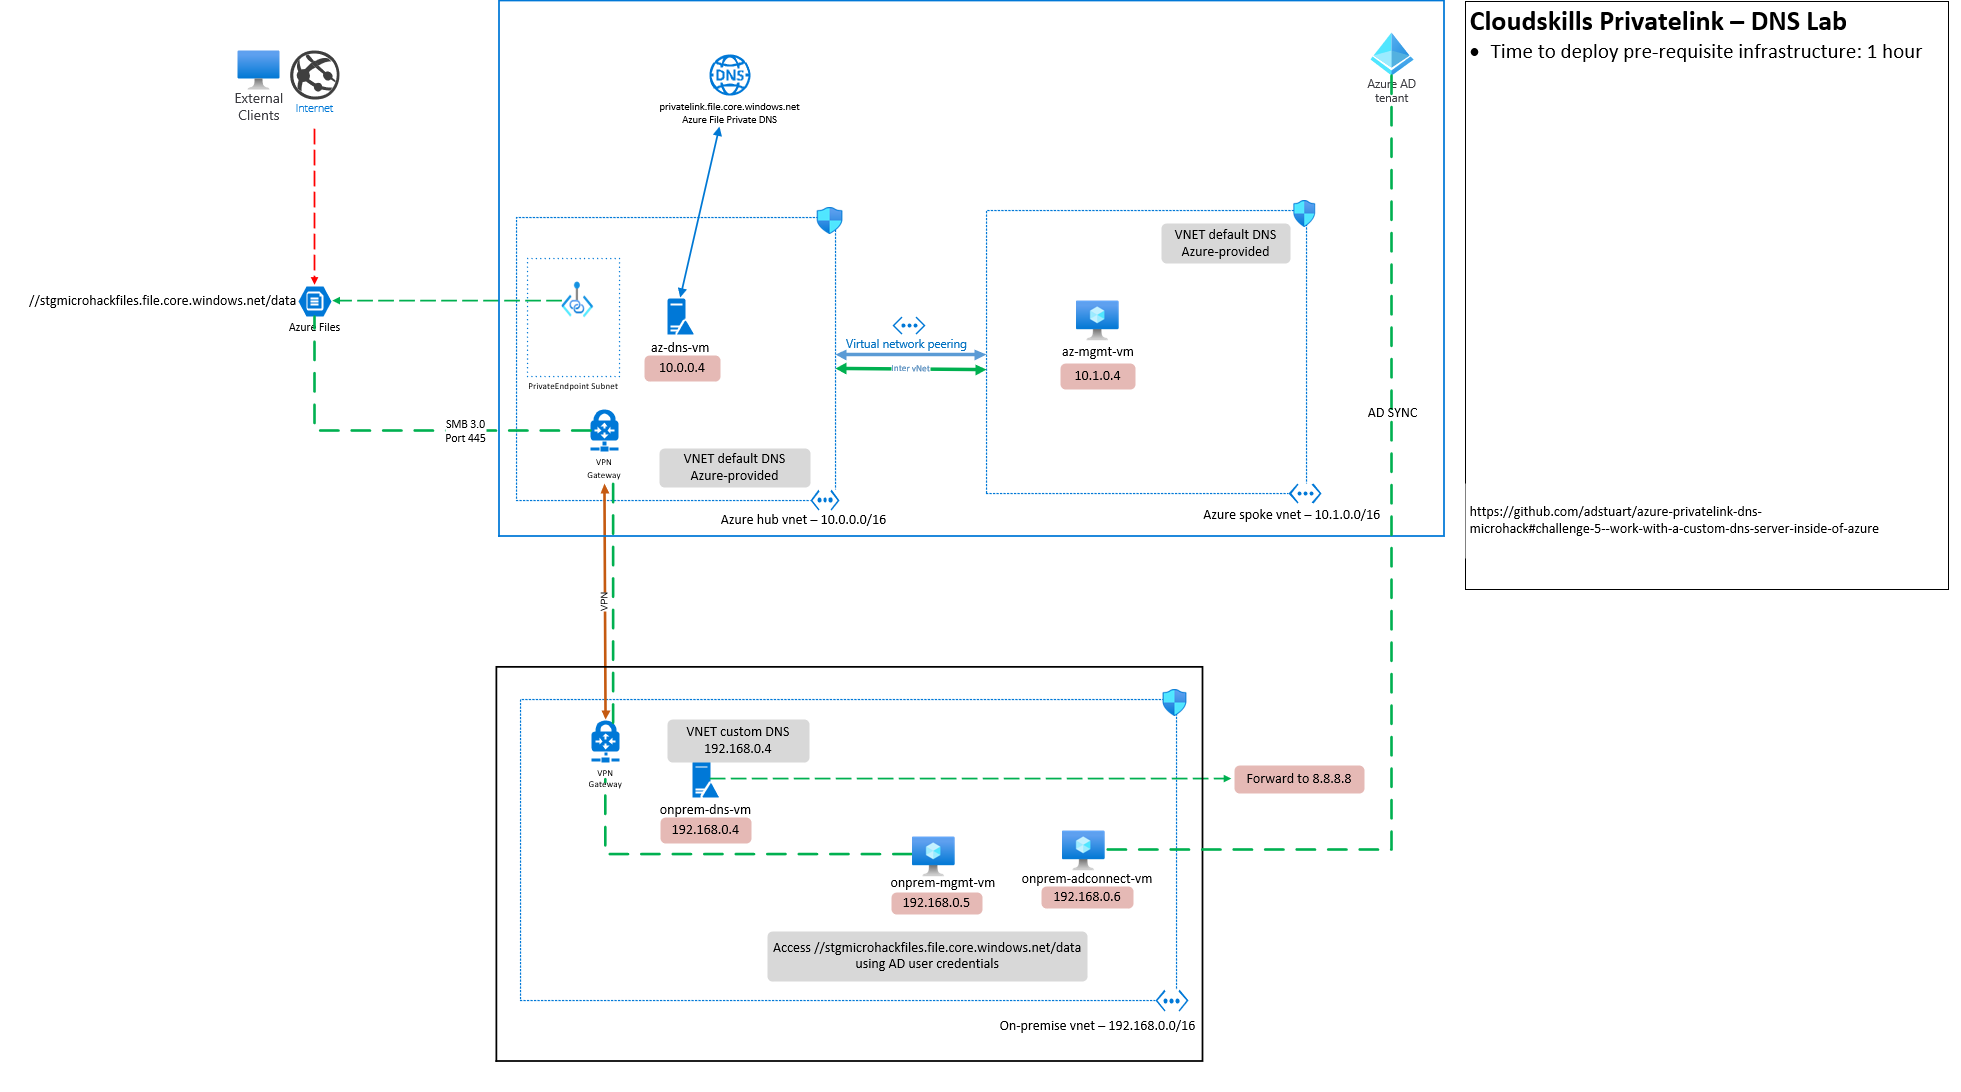 Cloudskills Privatelink – DNS Lab
• Time to deploy pre-requisite infrastructure: 1 hour
https://github.com/adstuart/azure-privatelink-dns-
microhack#challenge-5--work-with-a-custom-dns-server-inside-of-azure
External
Clients
Internet
DNS
privatelink.file.core.windows.net
Azure File Private DNS
Azure AD
tenant
VNET default DNS
Azure-provided
//stgmicrohackfiles.file.core.windows.net/data
Azure Files
az-dns-vm
10.0.0.4
PrivateEndpoint Subnet
Virtual network peering
Inter vNet
az-mgmt-vm
10.1.0.4
AD SYNC
SMB 3.0
Port 445
VPN
Gateway
VNET default DNS
Azure-provided
Azure hub vnet – 10.0.0.0/16
Azure spoke vnet – 10.1.0.0/16
VPN
VNET custom DNS
192.168.0.4
VPN
Gateway
Forward to 8.8.8.8
onprem-dns-vm
192.168.0.4
onprem-mgmt-vm
192.168.0.5
onprem-adconnect-vm
192.168.0.6
Access //stgmicrohackfiles.file.core.windows.net/data
using AD user credentials
On-premise vnet – 192.168.0.0/16